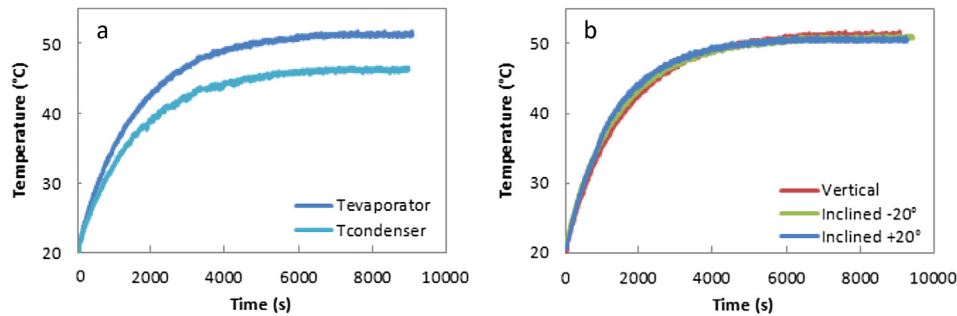 a
Temperature (°C)
50
40
30
20
0 2000 4000 6000 8000 10000
Time (s)
Tevaporator
Tcondenser
b
Temperature (°C)
50
40
30
20
0 2000 4000 6000 8000 10000
Time (s)
Vertical
Inclined -20°
Inclined +20°